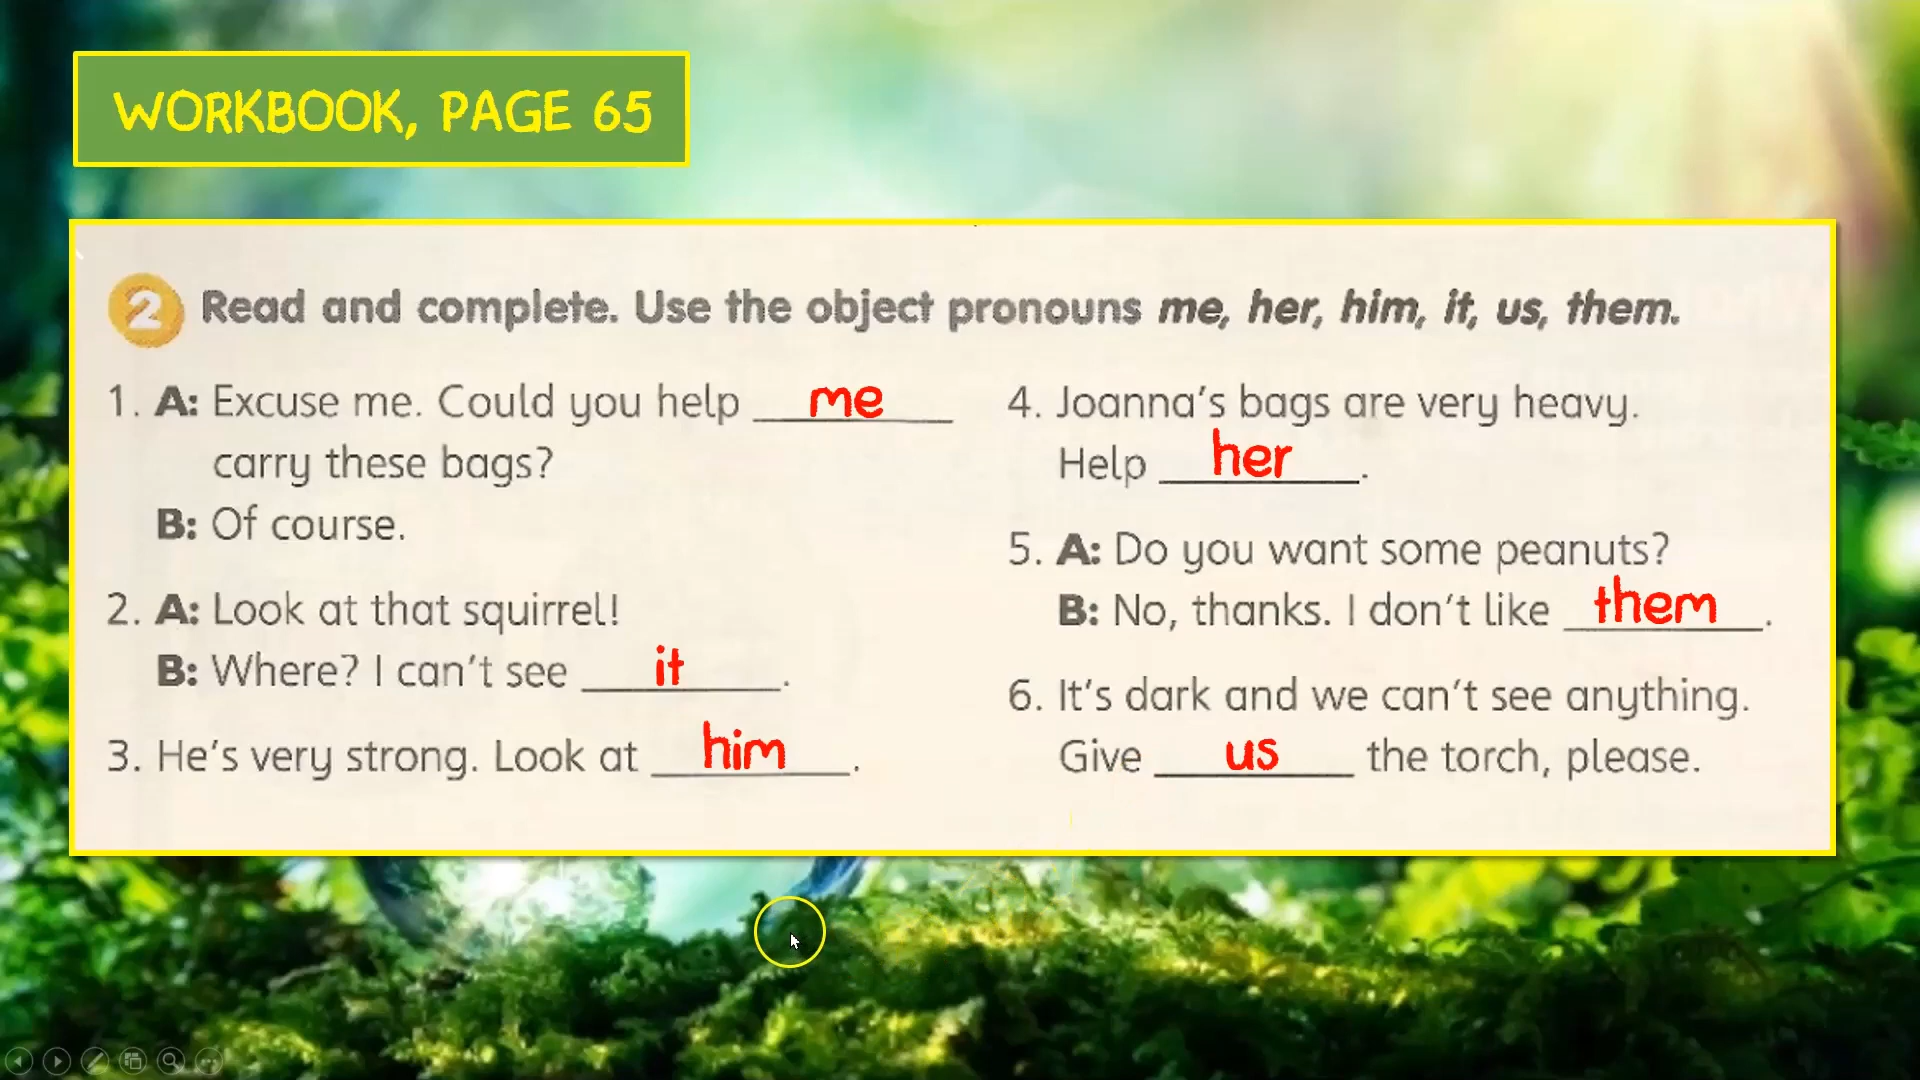 WORKBOOK, PAGE 65
2 Read and complete. Use the object pronouns me, her, him, it, us, them.
1. A: Excuse me. Could you help me
carry these bags?
B: Of course.
2. A: Look at that squirrel!
B: Where? I can't see it.
3. He's very strong. Look at him.
4. Joanna's bags are very heavy.
Help her.
5. A: Do you want some peanuts?
B: No, thanks. I don't like them.
6. It's dark and we can't see anything.
Give us the torch, please.